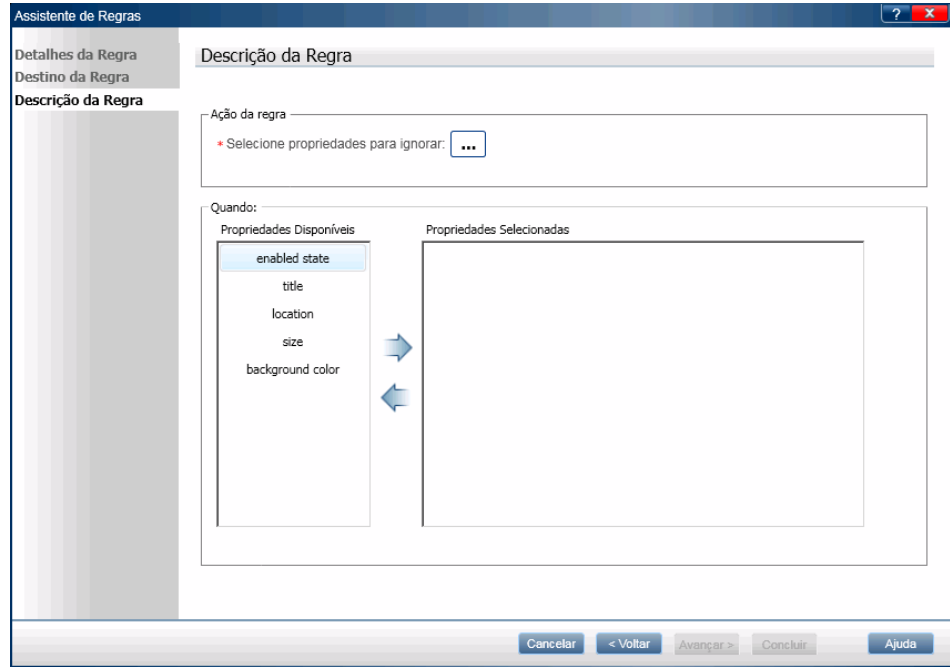 Assistente de Regras
?
X
Detalhes da Regra
Destino da Regra
Descrição da Regra
Descrição da Regra
Ação da regra
* Selecione propriedades para ignorar: ...
Quando:
Propriedades Disponíveis
Propriedades Selecionadas
enabled state
title
location
size
background color
Cancelar
< Voltar
Avançar >
Concluir
Ajuda